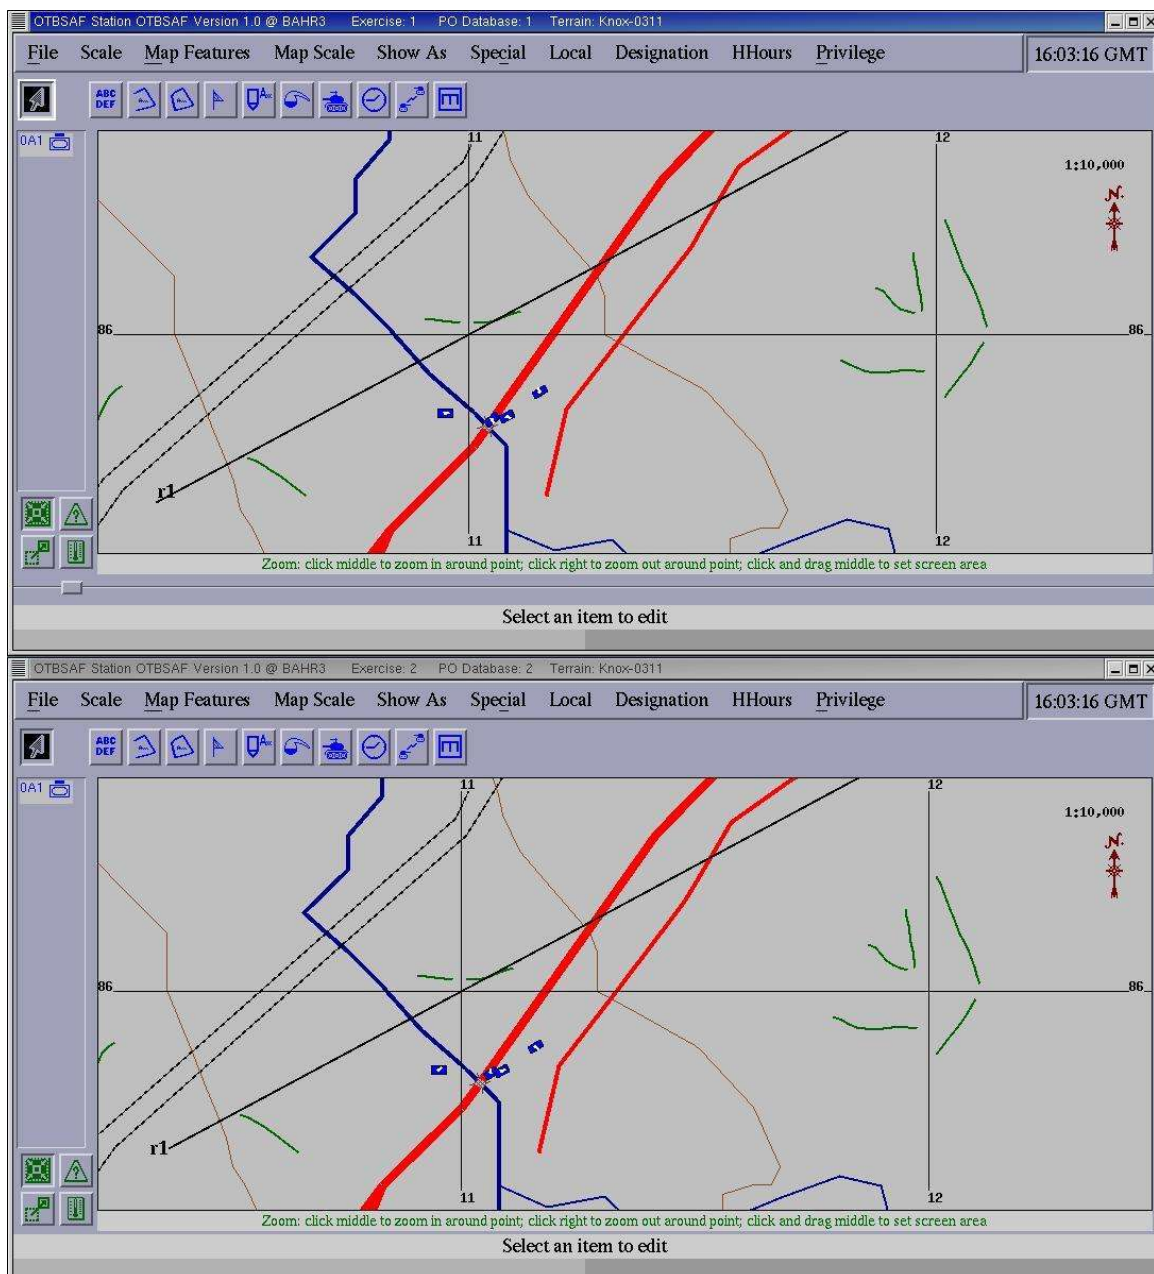 OTBSAF Station OTBSAF Version 1.0 @ BAHR3 Exercise: 1 PO Database: 1 Terrain: Knox-0311
File Scale Map Features Map Scale Show As Special Local Designation HHours Privilege 16:03:16 GMT
ABC
DEF
0A1
11 12
1:10,000
N
86 86
r1
11 12
Zoom: click middle to zoom in around point; click right to zoom out around point; click and drag middle to set screen area
Select an item to edit
OTBSAF Station OTBSAF Version 1.0 @ BAHR3 Exercise: 2 PO Database: 2 Terrain: Knox-0311
File Scale Map Features Map Scale Show As Special Local Designation HHours Privilege 16:03:16 GMT
ABC
DEF
0A1
11 12
1:10,000
N
86 86
r1
11 12
Zoom: click middle to zoom in around point; click right to zoom out around point; click and drag middle to set screen area
Select an item to edit